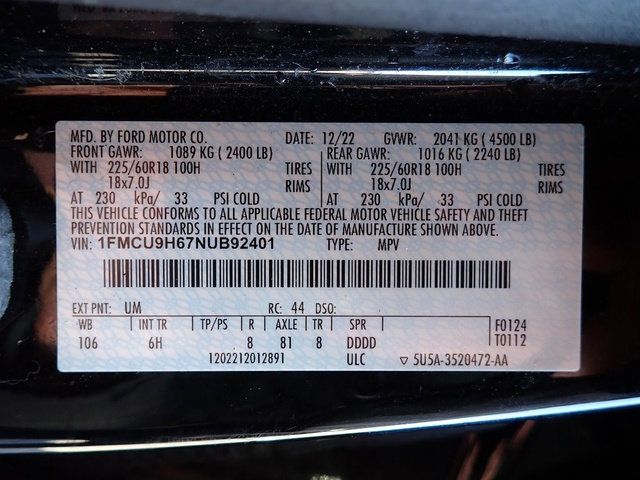 MFD. BY FORD MOTOR CO. DATE: 12/22 GVWR: 2041 KG ( 4500 LB)
FRONT GAWR: 1089 KG ( 2400 LB) REAR GAWR: 1016 KG ( 2240 LB)
WITH 225/60R18 100H TIRES WITH 225/60R18 100H TIRES
18x7.0J RIMS 18x7.0J RIMS
AT 230 kPa/ 33 PSI COLD AT 230 kPa/ 33 PSI COLD
THIS VEHICLE CONFORMS TO ALL APPLICABLE FEDERAL MOTOR VEHICLE SAFETY AND THEFT
PREVENTION STANDARDS IN EFFECT ON THE DATE OF MANUFACTURE SHOWN ABOVE.
VIN: 1FMCU9H67NUB92401 TYPE: MPV
EXT PNT: UM RC: 44 DSO:
WB INT TR TP/PS R AXLE TR SPR F0124
106 6H 8 81 8 DDDD T0112
1202212012891 ULC ▽ 5U5A-3520472-AA